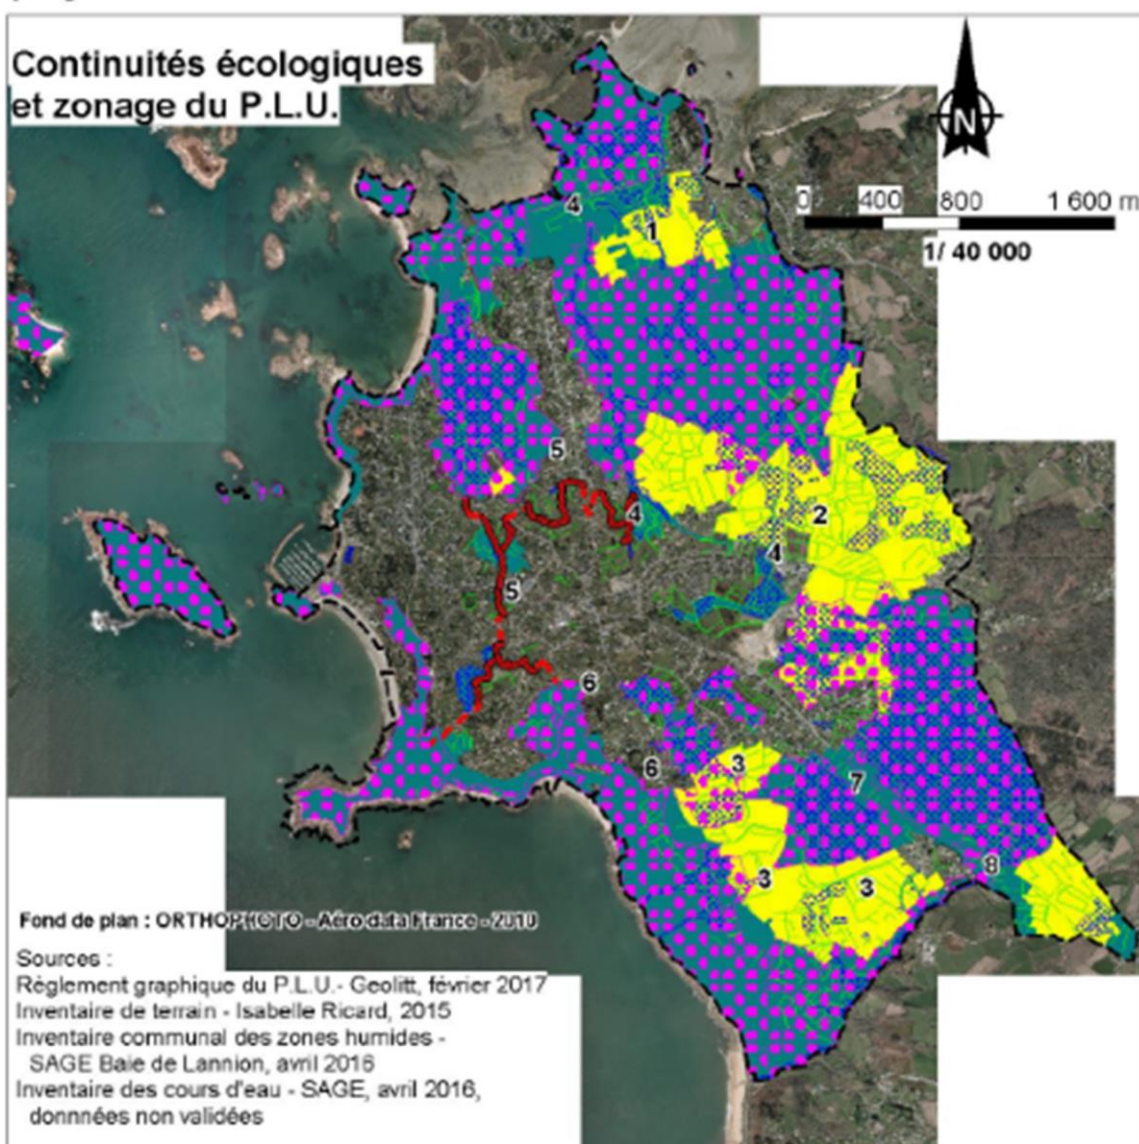 Continuités écologiques
et zonage du P.L.U.
N
0 400 800 1 600 m
1/ 40 000
4
1
5
4
2
4
5
6
6
3
7
3
3
8
Fond de plan : ORTHOPHOTO - Aéro data France - 2010
Sources :
Réglement graphique du P.L.U.- Geolitt, février 2017
Inventaire de terrain - Isabelle Ricard, 2015
Inventaire communal des zones humides -
SAGE Baie de Lannion, avril 2016
Inventaire des cours d'eau - SAGE, avril 2016,
donnnées non validées